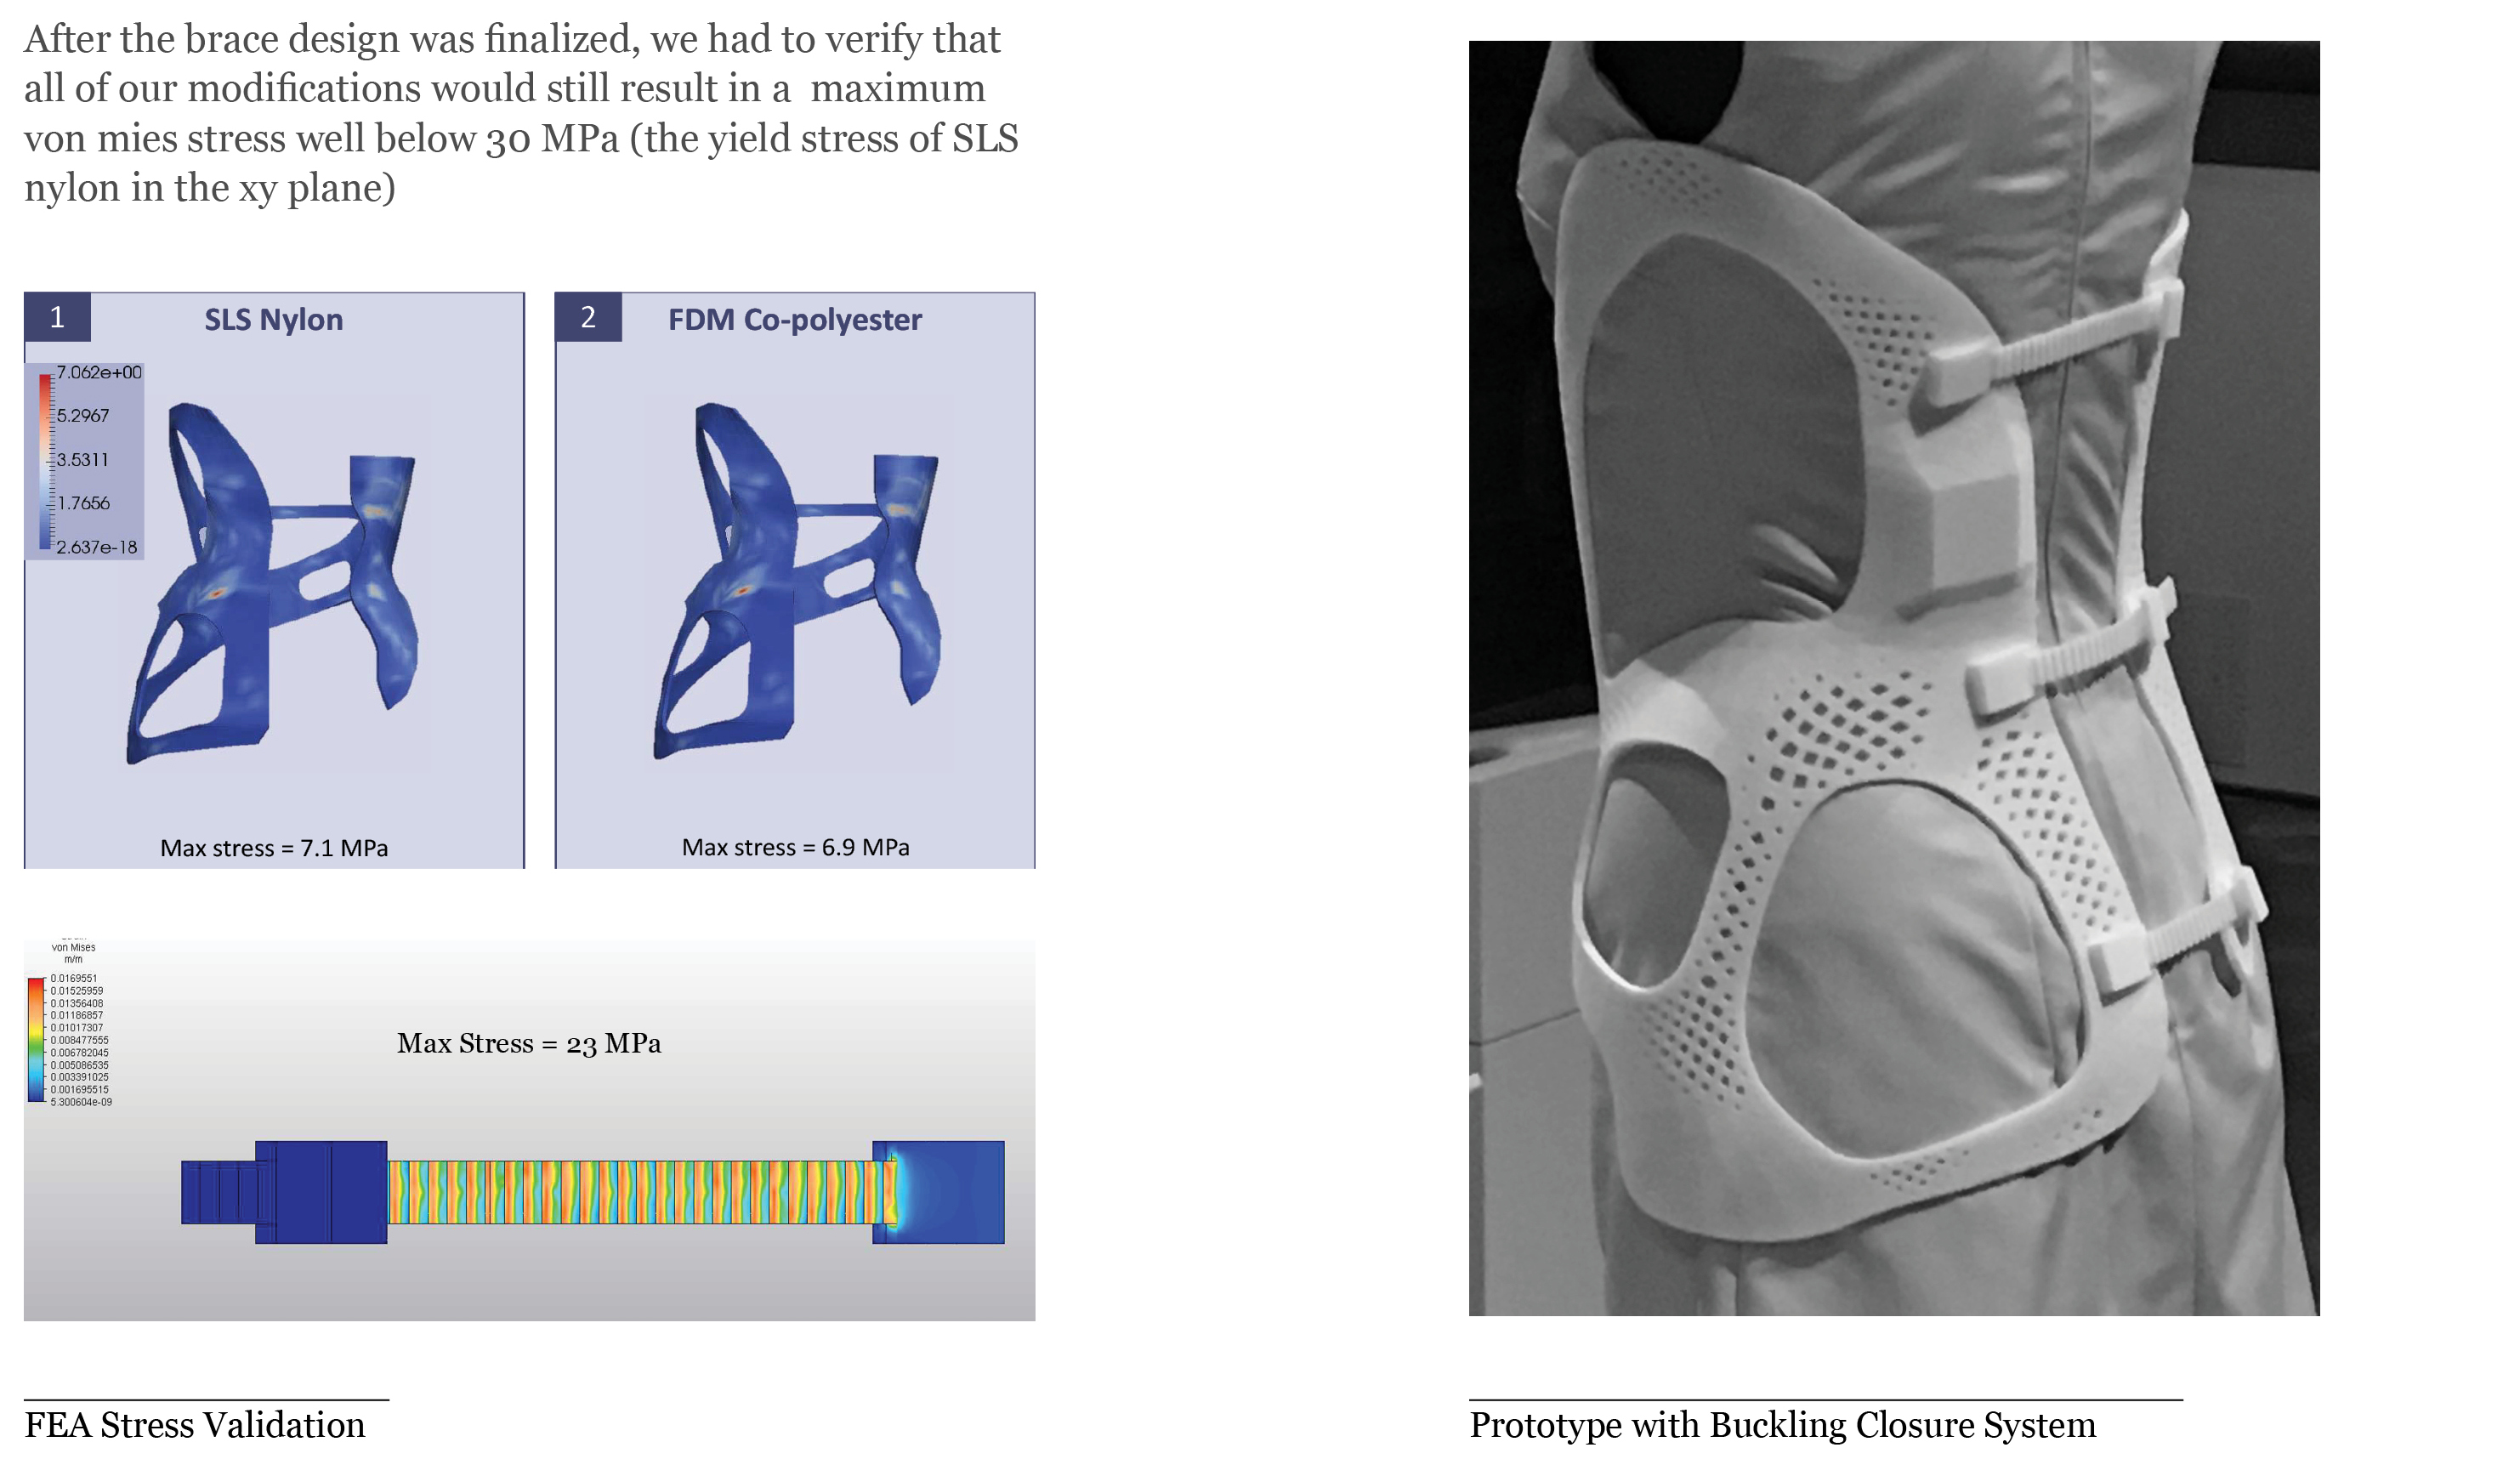 After the brace design was finalized, we had to verify that
all of our modifications would still result in a  maximum
von mies stress well below 30 MPa (the yield stress of SLS
nylon in the xy plane)
1
SLS Nylon
7.062e+00
5.2967
3.5311
1.7656
2.637e-18
Max stress = 7.1 MPa
2
FDM Co-polyester
Max stress = 6.9 MPa
von Mises
m/m
0.0169551
0.01525959
0.01356408
0.01186857
0.01017307
0.008477555
0.006782045
0.005086535
0.003391025
0.001695515
5.300604e-09
Max Stress = 23 MPa
FEA Stress Validation
Prototype with Buckling Closure System